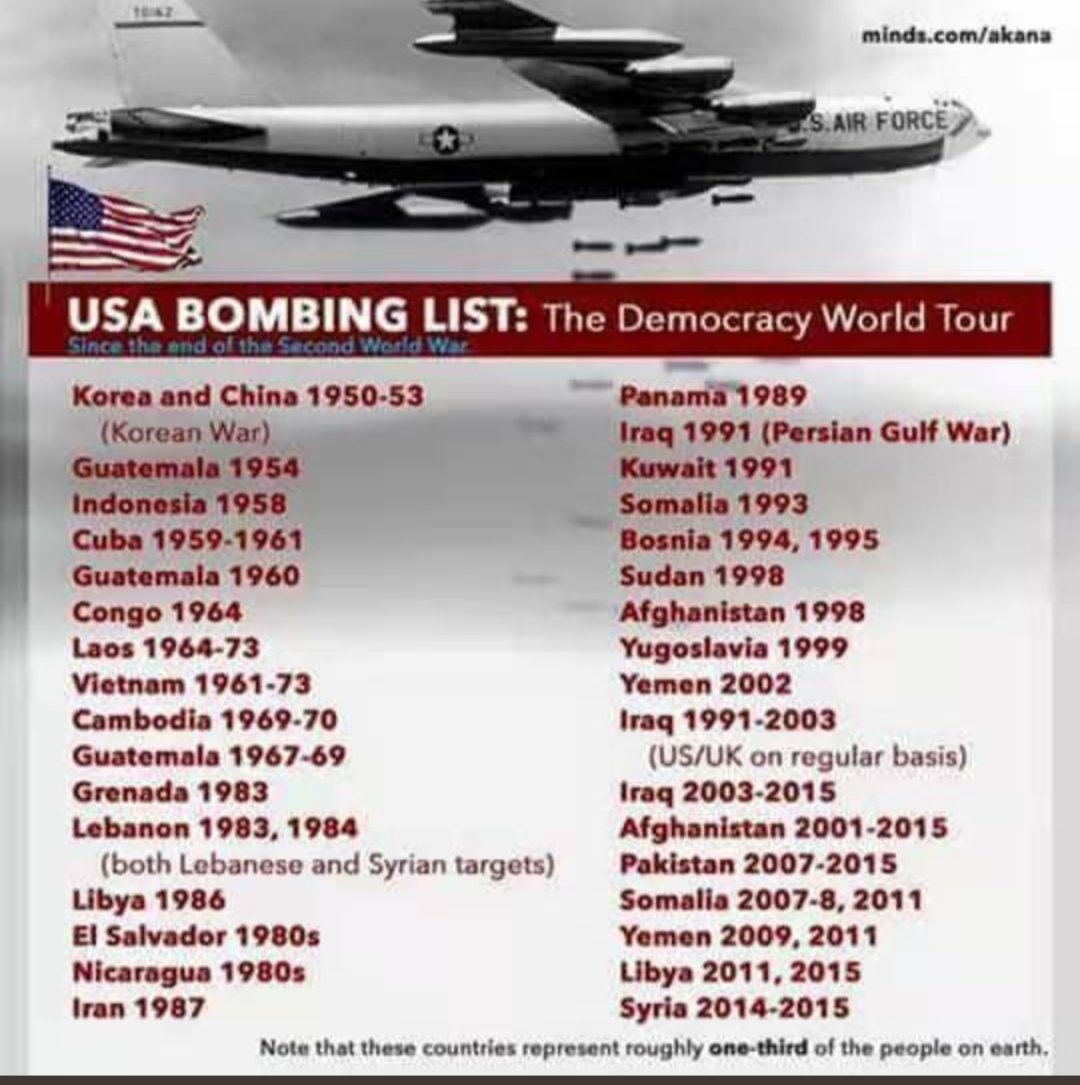 minds.com/akana
U.S. AIR FORCE
USA BOMBING LIST: The Democracy World Tour
Since the end of the Second World War
Korea and China 1950-53
(Korean War)
Guatemala 1954
Indonesia 1958
Cuba 1959-1961
Guatemala 1960
Congo 1964
Laos 1964-73
Vietnam 1961-73
Cambodia 1969-70
Guatemala 1967-69
Grenada 1983
Lebanon 1983, 1984
(both Lebanese and Syrian targets)
Libya 1986
El Salvador 1980s
Nicaragua 1980s
Iran 1987
Panama 1989
Iraq 1991 (Persian Gulf War)
Kuwait 1991
Somalia 1993
Bosnia 1994, 1995
Sudan 1998
Afghanistan 1998
Yugoslavia 1999
Yemen 2002
Iraq 1991-2003
(US/UK on regular basis)
Iraq 2003-2015
Afghanistan 2001-2015
Pakistan 2007-2015
Somalia 2007-8, 2011
Yemen 2009, 2011
Libya 2011, 2015
Syria 2014-2015
Note that these countries represent roughly one-third of the people on earth.